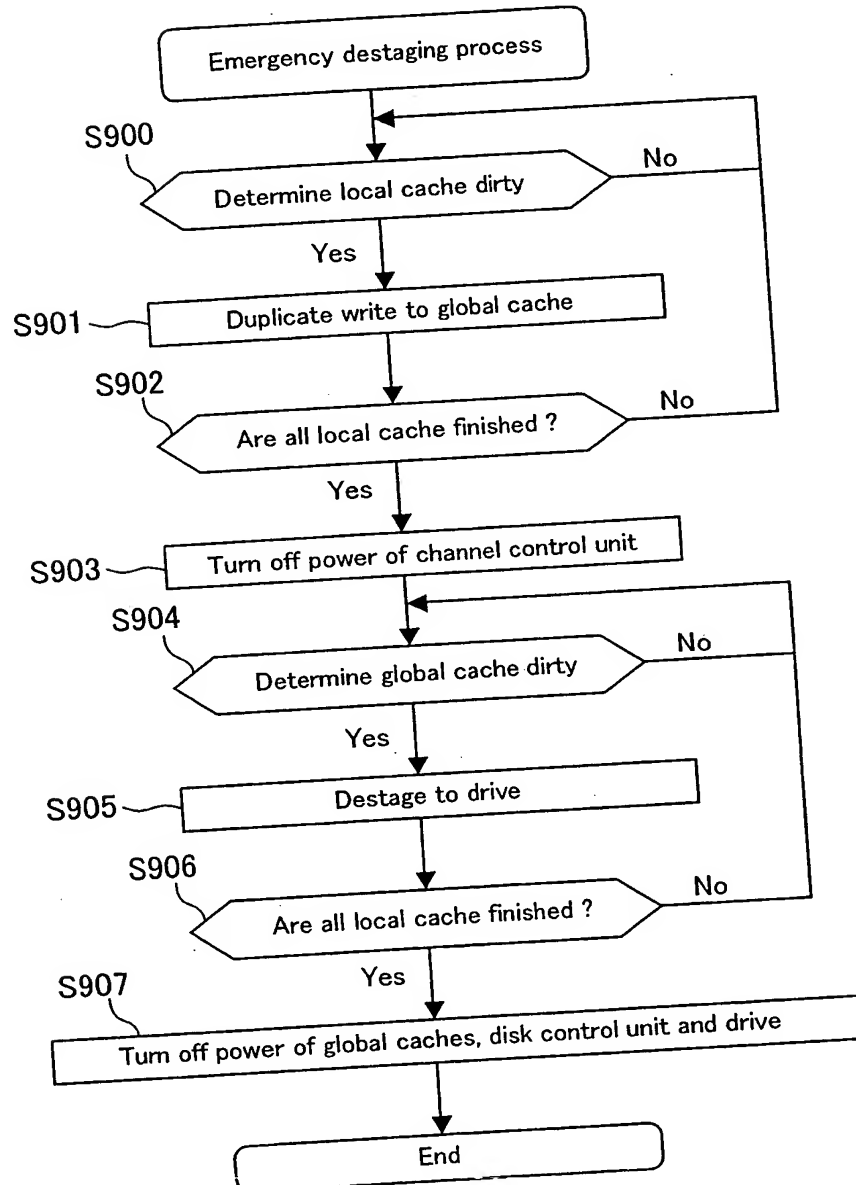 Emergency destaging process
S900
Determine local cache dirty
No
Yes
S901
Duplicate write to global cache
S902
Are all local cache finished ?
No
Yes
S903
Turn off power of channel control unit
S904
Determine global cache dirty
No
Yes
S905
Destage to drive
S906
Are all local cache finished ?
No
Yes
S907
Turn off power of global caches, disk control unit and drive
End